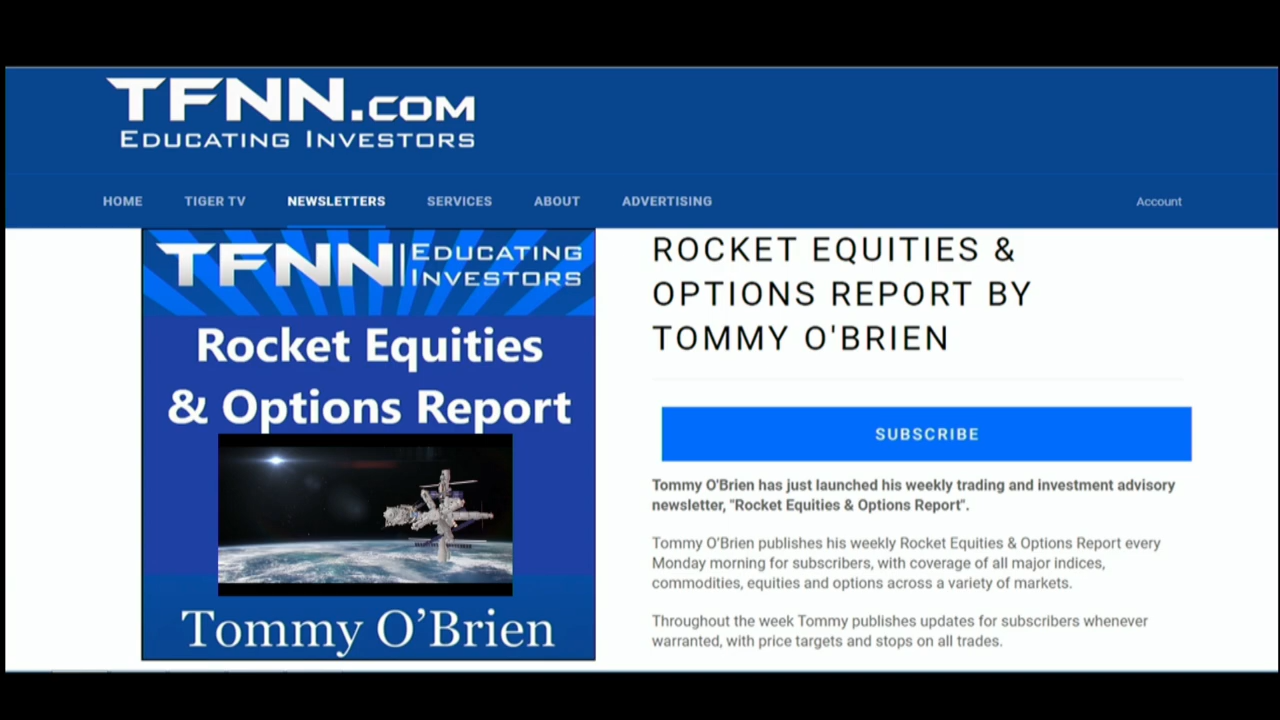 TFNN.COM
EDUCATING INVESTORS
HOME TIGER TV NEWSLETTERS SERVICES ABOUT ADVERTISING Account
TFNN | EDUCATING
INVESTORS
Rocket Equities
& Options Report
Tommy O’Brien
ROCKET EQUITIES &
OPTIONS REPORT BY
TOMMY O'BRIEN
SUBSCRIBE
Tommy O'Brien has just launched his weekly trading and investment advisory
newsletter, "Rocket Equities & Options Report".
Tommy O’Brien publishes his weekly Rocket Equities & Options Report every
Monday morning for subscribers, with coverage of all major indices,
commodities, equities and options across a variety of markets.
Throughout the week Tommy publishes updates for subscribers whenever
warranted, with price targets and stops on all trades.